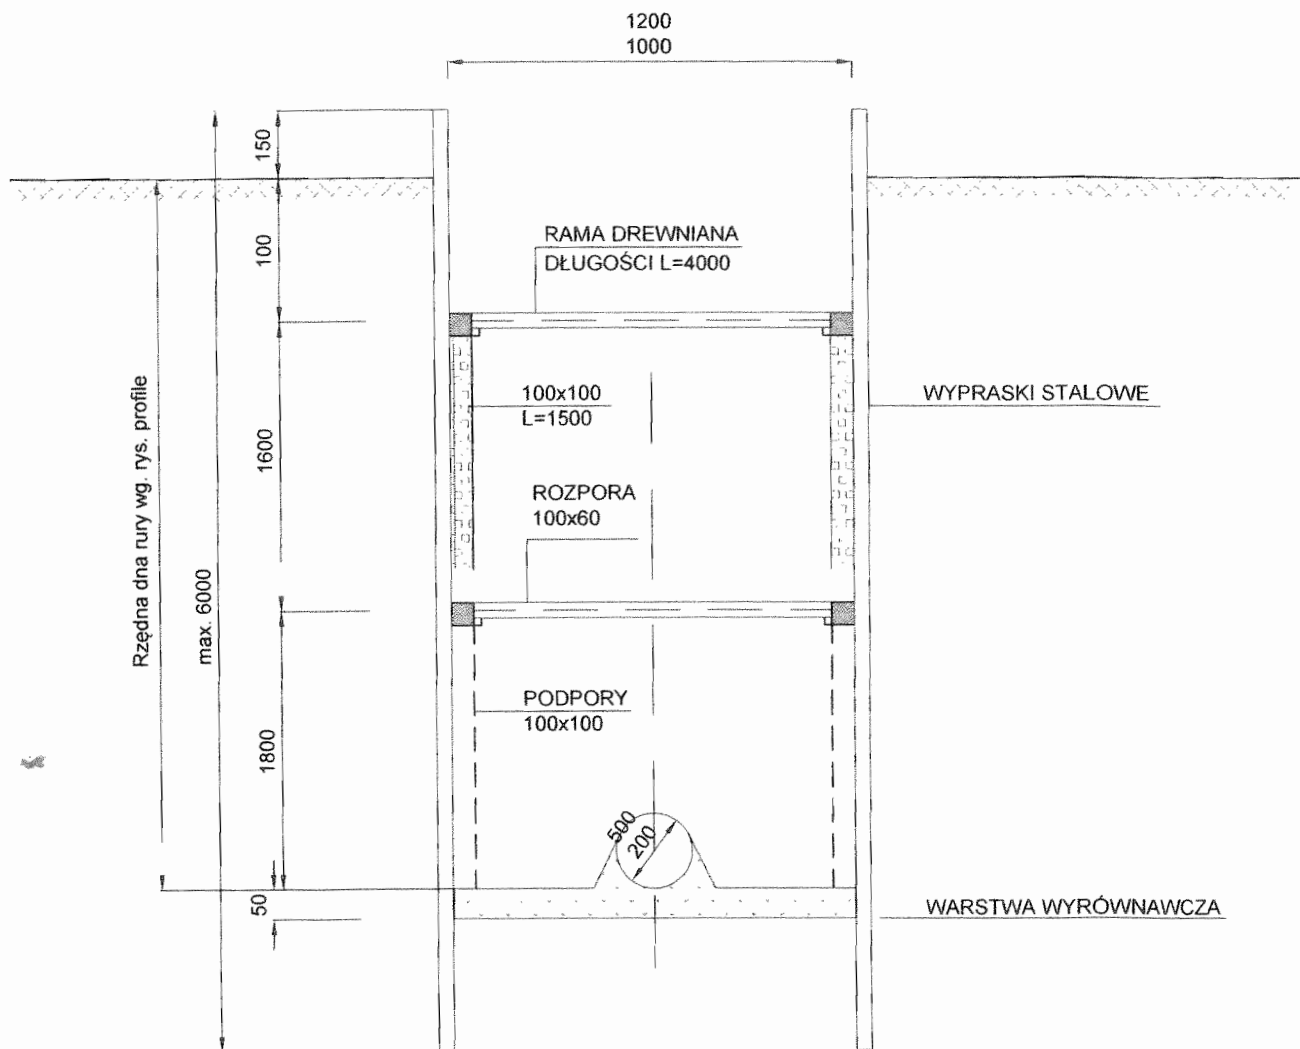 1200
1000
150
100
RAMA DREWNIANA
DŁUGOŚCI L=4000
Rzędna dna rury wg. rys. profile
max. 6000
1600
100x100
L=1500
WYPRASKI STALOWE
ROZPORA
100x60
1800
PODPORY
100x100
500
200
50
WARSTWA WYRÓWNAWCZA